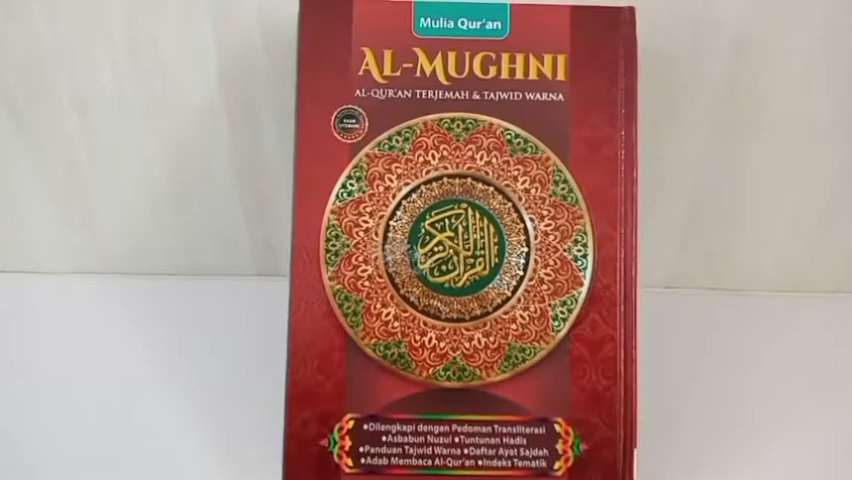 Mulia Qur'an
AL-MUGHNI
AL-QUR'AN TERJEMAH & TAJWID WARNA
القرآن الكريم
•Dilengkapi dengan Pedoman Transliterasi
•Asbabun Nuzul •Tuntunan Hadis
•Panduan Tajwid Warna •Daftar Ayat Sajdah
•Adab Membaca Al-Qur'an •Indeks Tematik